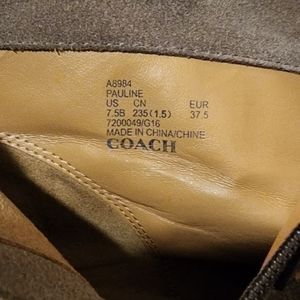 A8984
PAULINE
US CN EUR
7.5B 235(1.5) 37.5
7200049/G16
MADE IN CHINA/CHINE
COACH